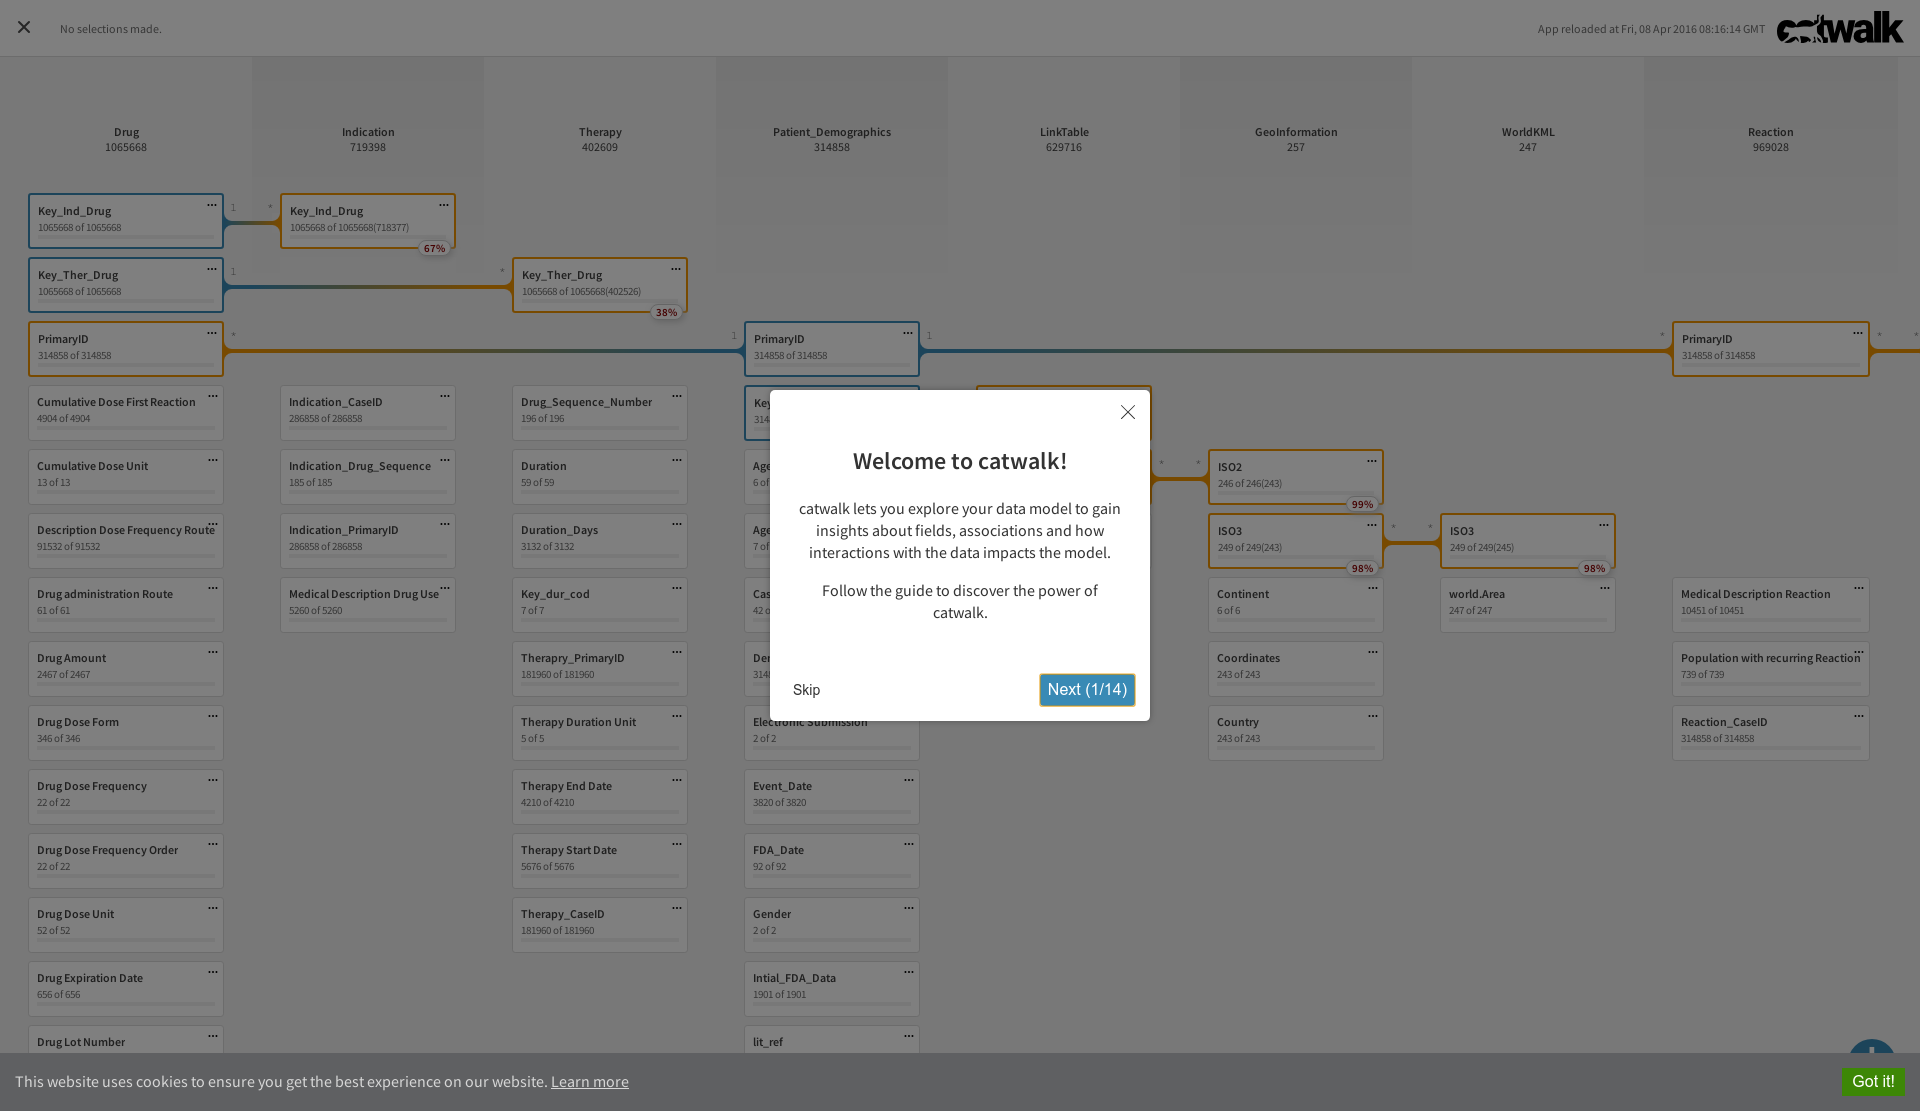 No selections made.
App reloaded at Fri, 08 Apr 2016 08:16:14 GMT
catwalk
Drug
1065668
Indication
719398
Therapy
402609
Patient_Demographics
314858
LinkTable
629716
GeoInformation
257
WorldKML
247
Reaction
969028
Key_Ind_Drug
1065668 of 1065668
1
*
Key_Ind_Drug
1065668 of 1065668(718377)
67%
Key_Ther_Drug
1065668 of 1065668
1
*
Key_Ther_Drug
1065668 of 1065668(402526)
38%
PrimaryID
314858 of 314858
*
1
PrimaryID
314858 of 314858
1
*
PrimaryID
314858 of 314858
*
*
Cumulative Dose First Reaction
4904 of 4904
Indication_CaseID
286858 of 286858
Drug_Sequence_Number
196 of 196
Key
314
Cumulative Dose Unit
13 of 13
Indication_Drug_Sequence
185 of 185
Duration
59 of 59
Age
6 of
*
*
ISO2
246 of 246(243)
99%
Description Dose Frequency Route
91532 of 91532
Indication_PrimaryID
286858 of 286858
Duration_Days
3132 of 3132
Age
7 of
ISO3
249 of 249(243)
98%
*
*
ISO3
249 of 249(245)
98%
Drug administration Route
61 of 61
Medical Description Drug Use
5260 of 5260
Key_dur_cod
7 of 7
Cas
42 o
Continent
6 of 6
world.Area
247 of 247
Medical Description Reaction
10451 of 10451
Drug Amount
2467 of 2467
Therapry_PrimaryID
181960 of 181960
Der
314
Coordinates
243 of 243
Population with recurring Reaction
739 of 739
Drug Dose Form
346 of 346
Therapy Duration Unit
5 of 5
Electronic Submission
2 of 2
Country
243 of 243
Reaction_CaseID
314858 of 314858
Drug Dose Frequency
22 of 22
Therapy End Date
4210 of 4210
Event_Date
3820 of 3820
Drug Dose Frequency Order
22 of 22
Therapy Start Date
5676 of 5676
FDA_Date
92 of 92
Drug Dose Unit
52 of 52
Therapy_CaseID
181960 of 181960
Gender
2 of 2
Drug Expiration Date
656 of 656
Intial_FDA_Data
1901 of 1901
Drug Lot Number
lit_ref
Welcome to catwalk!
catwalk lets you explore your data model to gain
insights about fields, associations and how
interactions with the data impacts the model.
Follow the guide to discover the power of
catwalk.
Skip
Next (1/14)
This website uses cookies to ensure you get the best experience on our website. Learn more
Got it!